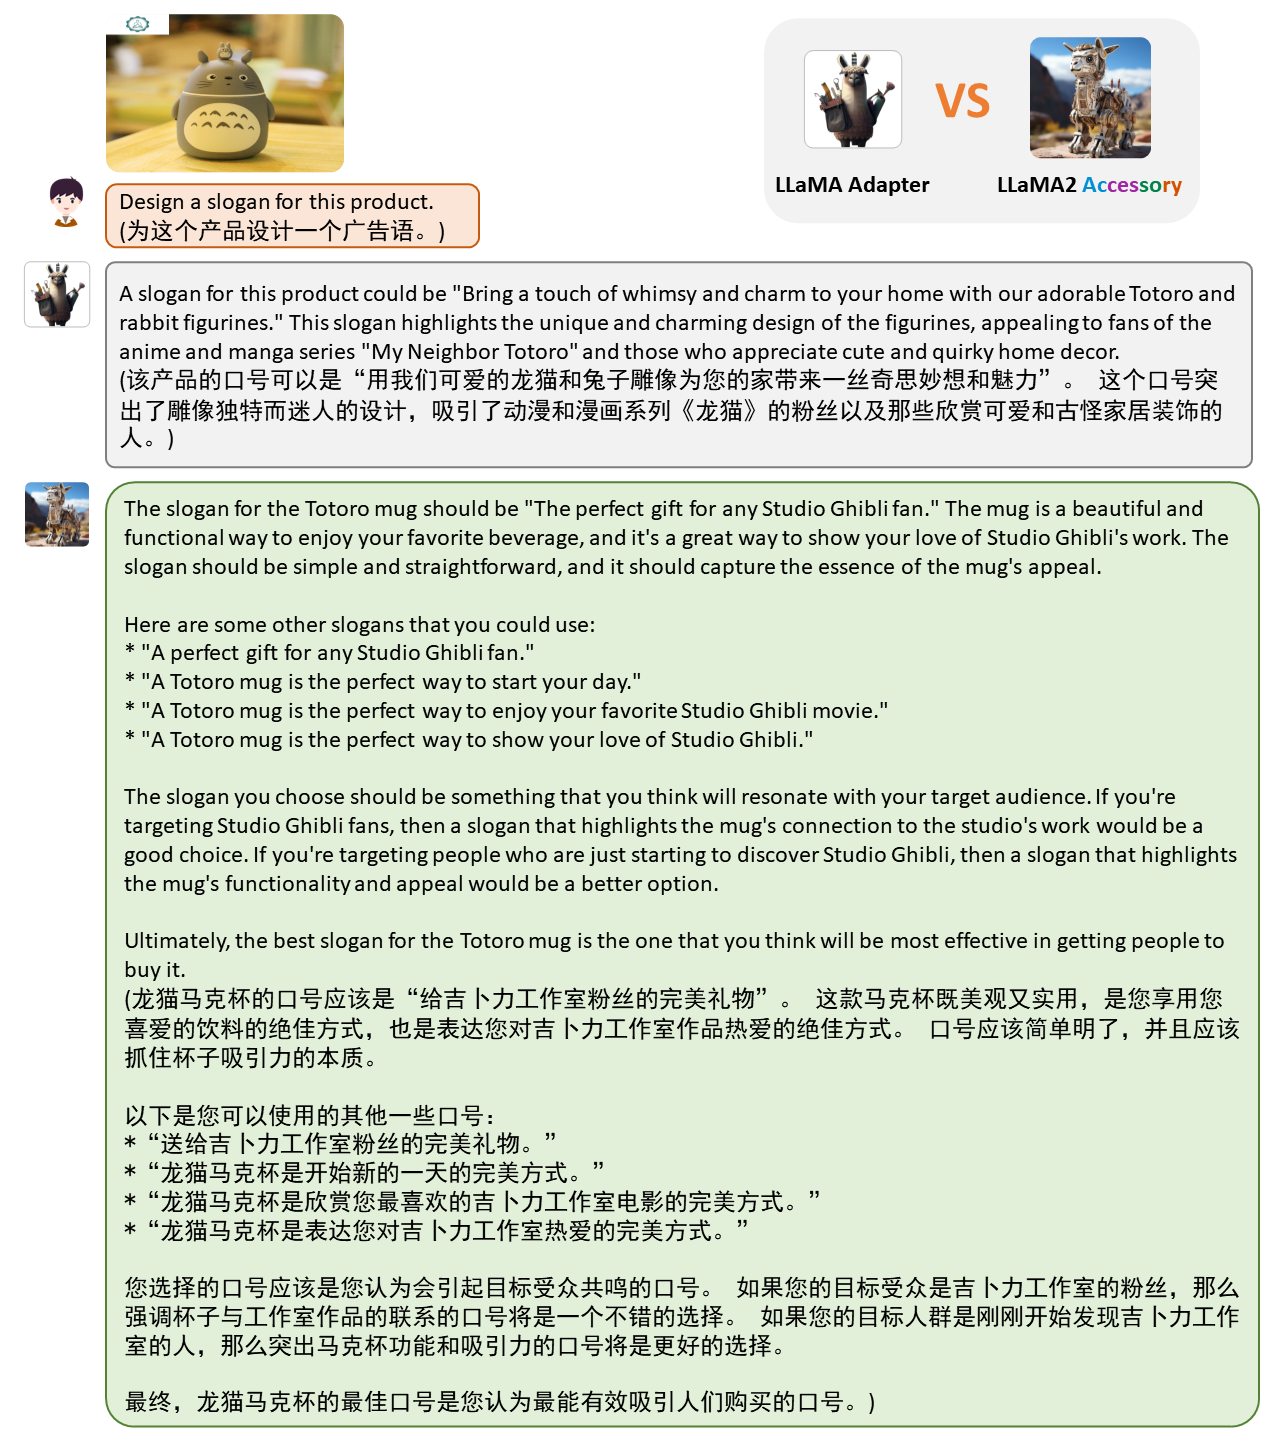 VS
LLaMA Adapter
LLaMA2 Accessory
Design a slogan for this product.
(为这个产品设计一个广告语。)
A slogan for this product could be "Bring a touch of whimsy and charm to your home with our adorable Totoro and
rabbit figurines." This slogan highlights the unique and charming design of the figurines, appealing to fans of the
anime and manga series "My Neighbor Totoro" and those who appreciate cute and quirky home decor.
(该产品的口号可以是“用我们可爱的龙猫和兔子雕像为您的家带来一丝奇思妙想和魅力”。 这个口号突
出了雕像独特而迷人的设计，吸引了动漫和漫画系列《龙猫》的粉丝以及那些欣赏可爱和古怪家居装饰的
人。)
The slogan for the Totoro mug should be "The perfect gift for any Studio Ghibli fan." The mug is a beautiful and
functional way to enjoy your favorite beverage, and it's a great way to show your love of Studio Ghibli's work. The
slogan should be simple and straightforward, and it should capture the essence of the mug's appeal.
Here are some other slogans that you could use:
* "A perfect gift for any Studio Ghibli fan."
* "A Totoro mug is the perfect way to start your day."
* "A Totoro mug is the perfect way to enjoy your favorite Studio Ghibli movie."
* "A Totoro mug is the perfect way to show your love of Studio Ghibli."
The slogan you choose should be something that you think will resonate with your target audience. If you're
targeting Studio Ghibli fans, then a slogan that highlights the mug's connection to the studio's work would be a
good choice. If you're targeting people who are just starting to discover Studio Ghibli, then a slogan that highlights
the mug's functionality and appeal would be a better option.
Ultimately, the best slogan for the Totoro mug is the one that you think will be most effective in getting people to
buy it.
(龙猫马克杯的口号应该是“给吉卜力工作室粉丝的完美礼物”。 这款马克杯既美观又实用，是您享用您
喜爱的饮料的绝佳方式，也是表达您对吉卜力工作室作品热爱的绝佳方式。 口号应该简单明了，并且应该
抓住杯子吸引力的本质。
以下是您可以使用的其他一些口号：
* “送给吉卜力工作室粉丝的完美礼物。”
* “龙猫马克杯是开始新的一天的完美方式。”
* “龙猫马克杯是欣赏您最喜欢的吉卜力工作室电影的完美方式。”
* “龙猫马克杯是表达您对吉卜力工作室热爱的完美方式。”
您选择的口号应该是您认为会引起目标受众共鸣的口号。 如果您的目标受众是吉卜力工作室的粉丝，那么
强调杯子与工作室作品的联系的口号将是一个不错的选择。 如果您的目标人群是刚刚开始发现吉卜力工作
室的人，那么突出马克杯功能和吸引力的口号将是更好的选择。
最终，龙猫马克杯的最佳口号是您认为最能有效吸引人们购买的口号。)